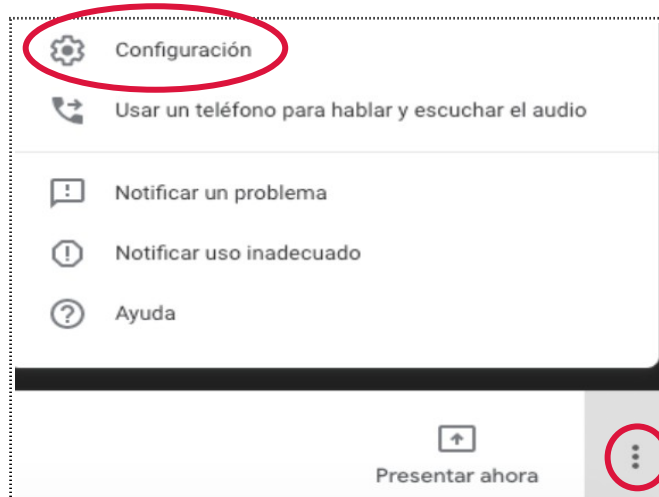 Configuración
Usar un teléfono para hablar y escuchar el audio
Notificar un problema
Notificar uso inadecuado
Ayuda
Presentar ahora